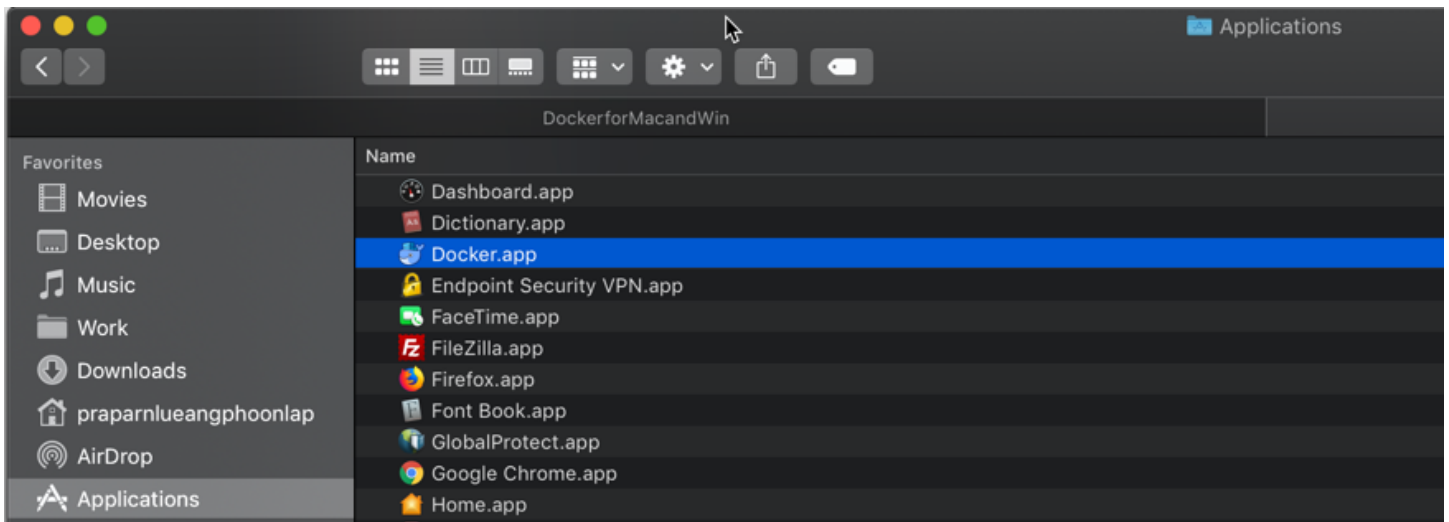 Applications
DockerforMacandWin
Favorites
Movies
Desktop
Music
Work
Downloads
praparnlueangphoonlap
AirDrop
Applications
Name
Dashboard.app
Dictionary.app
Docker.app
Endpoint Security VPN.app
FaceTime.app
FileZilla.app
Firefox.app
Font Book.app
GlobalProtect.app
Google Chrome.app
Home.app